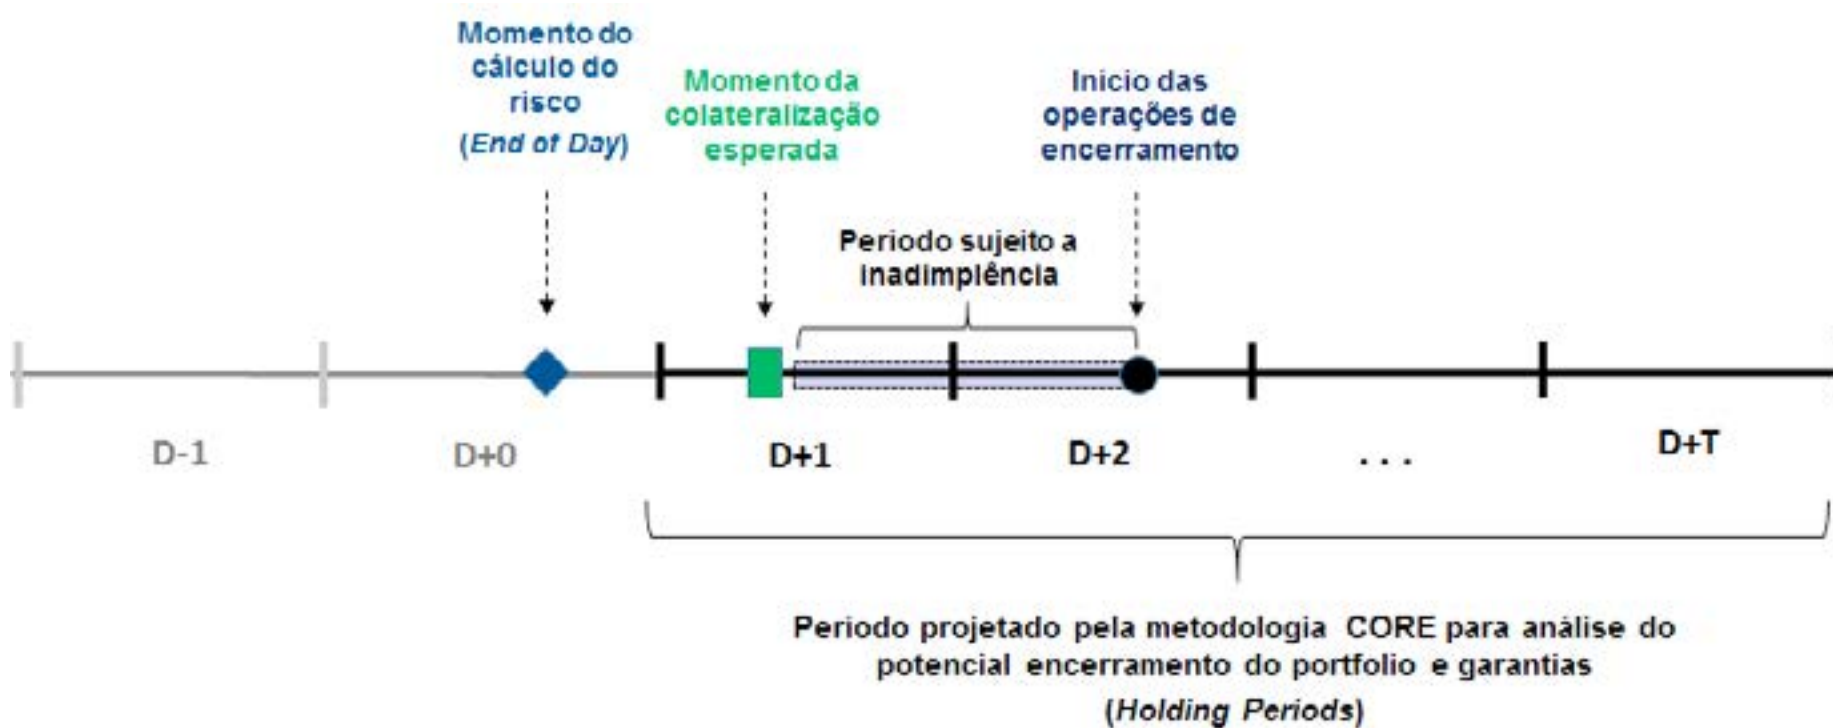 Momento do
cálculo do
risco
(End of Day)
Momento da
colateralização
esperada
Inicio das
operações de
encerramento
Periodo sujeito a
inadimplência
D-1
D+0
D+1
D+2
. . .
D+T
Periodo projetado pela metodologia CORE para análise do
potencial encerramento do portfolio e garantias
(Holding Periods)